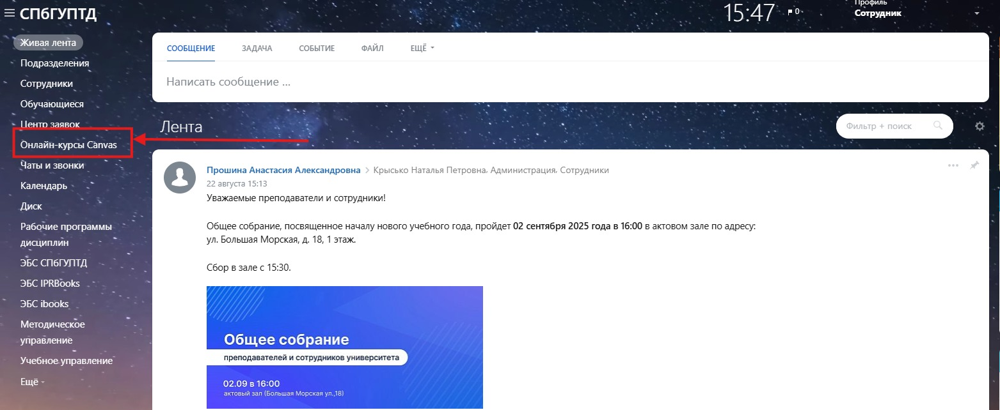 СПбГУПТД
15:47
0
Профиль
Сотрудник
Живая лента
Подразделения
Сотрудники
Обучающиеся
Центр заявок
Онлайн-курсы Canvas
Чаты и звонки
Календарь
Диск
Рабочие программы
дисциплин
ЭБС СПбГУПТД
ЭБС IPRBooks
ЭБС ibooks
Методическое
управление
Учебное управление
Ещё
СООБЩЕНИЕ ЗАДАЧА СОБЫТИЕ ФАЙЛ ЕЩЁ
Написать сообщение ...
Лента
Фильтр + поиск
Прошина Анастасия Александровна > Крысько Наталья Петровна, Администрация, Сотрудники
22 августа 15:13
Уважаемые преподаватели и сотрудники!
Общее собрание, посвященное началу нового учебного года, пройдет 02 сентября 2025 года в 16:00 в актовом зале по адресу:
ул. Большая Морская, д. 18, 1 этаж.
Сбор в зале с 15:30.
Общее собрание
преподавателей и сотрудников университета
02.09 в 16:00
актовый зал (Большая Морская ул.,18)